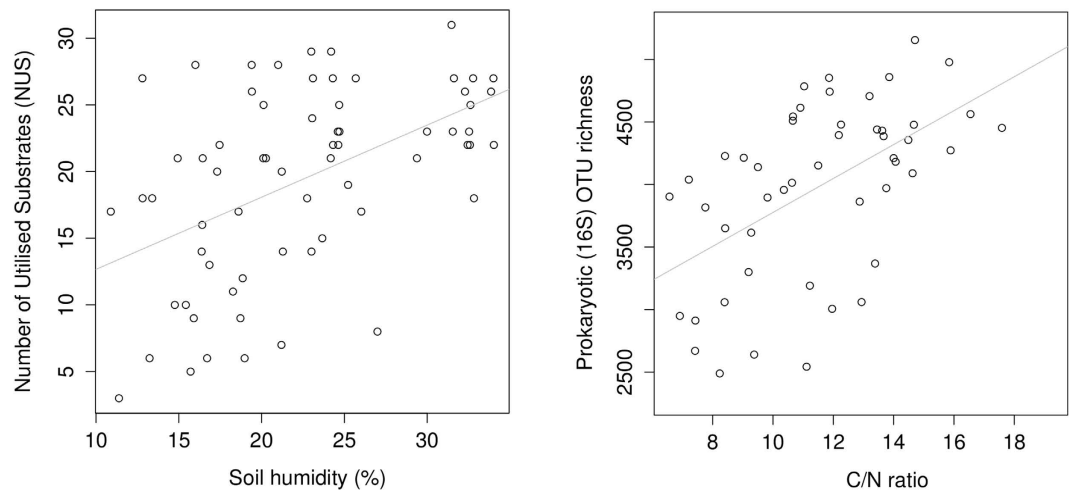 Number of Utilised Substrates (NUS)
30
25
20
15
10
5
10 15 20 25 30
Soil humidity (%)
Prokaryotic (16S) OTU richness
4500
3500
2500
8 10 12 14 16 18
C/N ratio